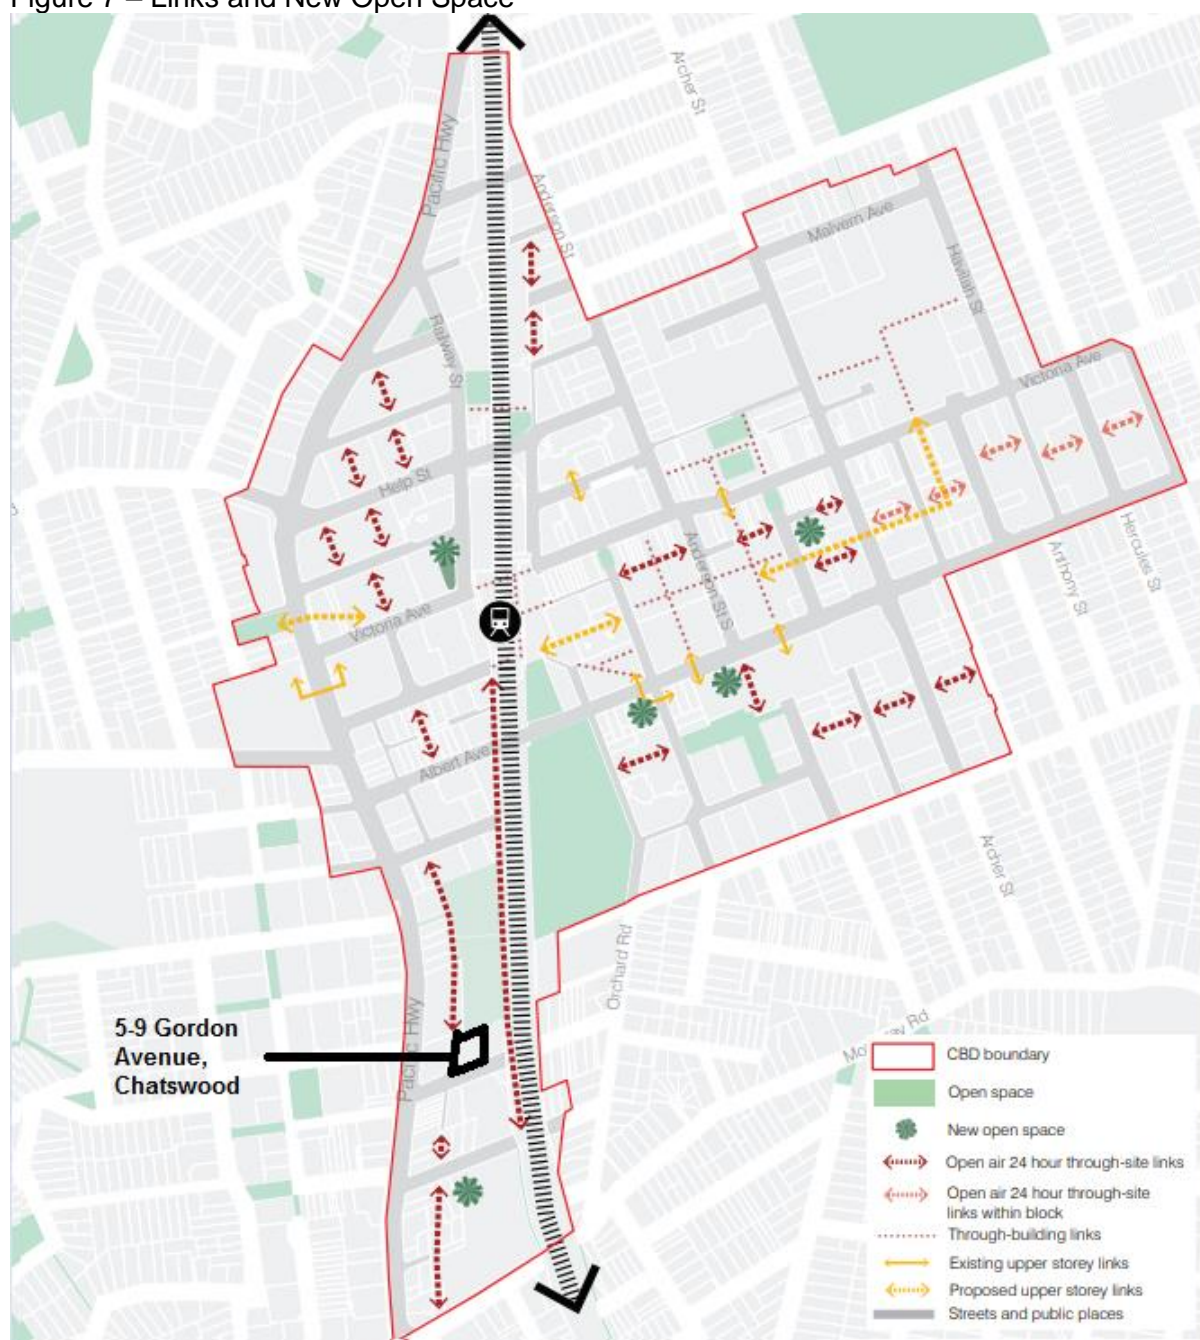 Figure 7 – Links and New Open Space
Archer St
Pacific Hwy
Anderson St
Malvern Ave
Havilah St
Railway St
Victoria Ave
Help St
Hercules St
Anthony St
Anderson St S
Victoria Ave
Albert Ave
Archer St
Orchard Rd
5-9 Gordon
Avenue,
Chatswood
Pacific Hwy
Rd
CBD boundary
Open space
New open space
Open air 24 hour through-site links
Open air 24 hour through-site
links within block
Through-building links
Existing upper storey links
Proposed upper storey links
Streets and public places